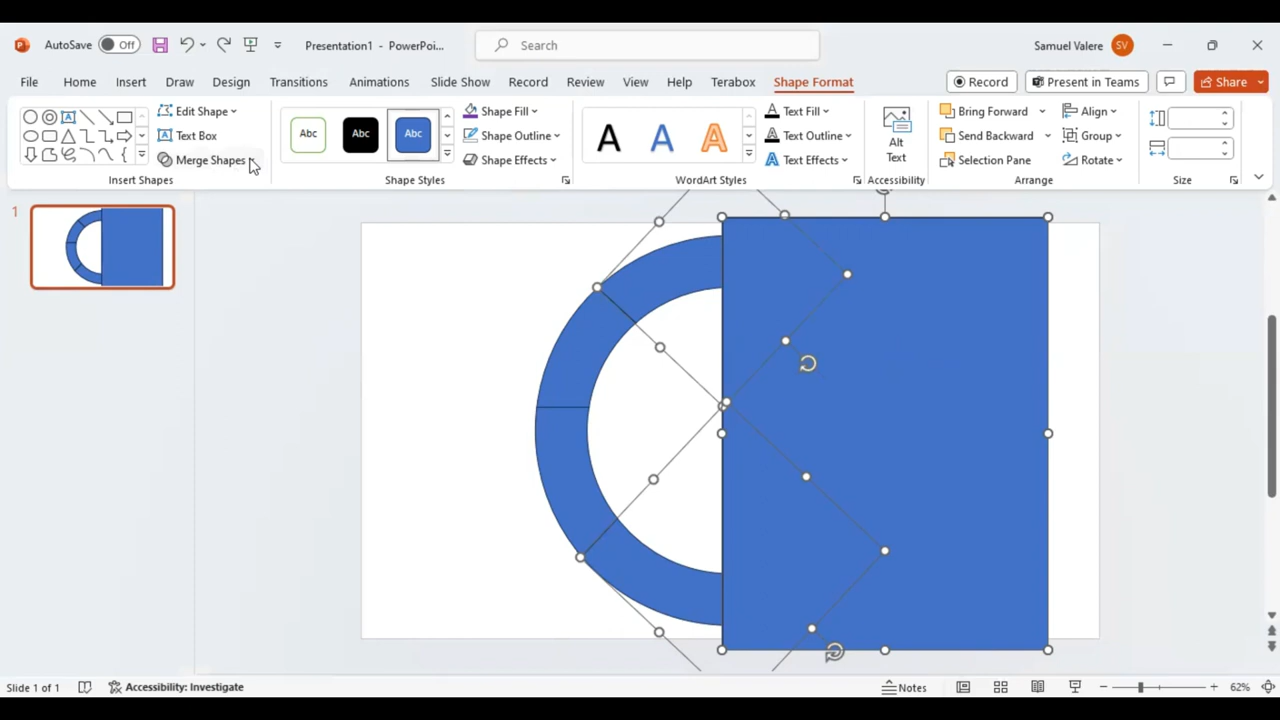 AutoSave Off Presentation1 - PowerPoi... Search Samuel Valere SV
File Home Insert Draw Design Transitions Animations Slide Show Record Review View Help Terabox Shape Format Record Present in Teams Share
Edit Shape Abc Abc Abc Shape Fill A A A Text Fill Bring Forward Align
Text Box Shape Outline Text Outline Alt Text Send Backward Group
Merge Shapes Shape Effects Text Effects Selection Pane Rotate
Insert Shapes Shape Styles WordArt Styles Accessibility Arrange Size
1
Slide 1 of 1 Accessibility: Investigate Notes 62%